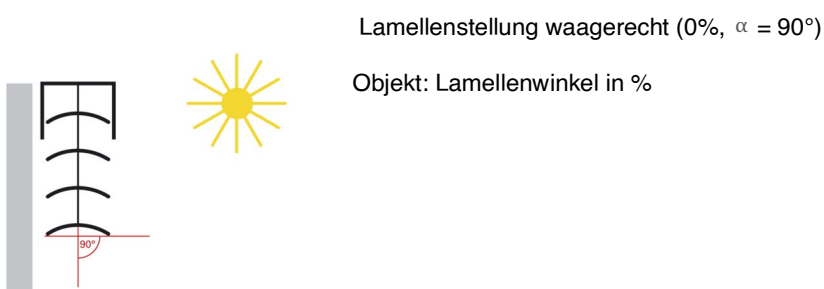 Lamellenstellung waagerecht (0%, α = 90°)
Objekt: Lamellenwinkel in %
90°